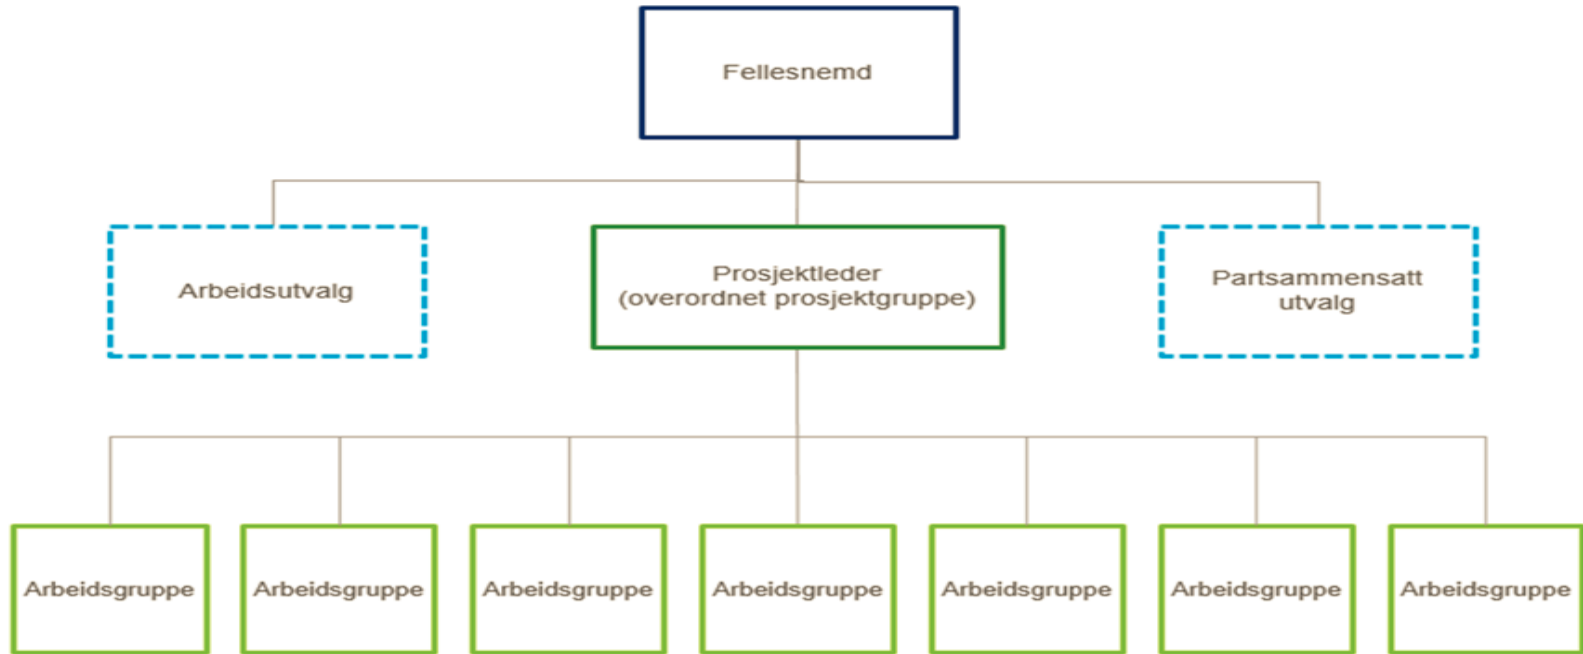 Fellesnemd
Arbeidsutvalg
Prosjektleder
(overordnet prosjektgruppe)
Partsammensatt
utvalg
Arbeidsgruppe
Arbeidsgruppe
Arbeidsgruppe
Arbeidsgruppe
Arbeidsgruppe
Arbeidsgruppe
Arbeidsgruppe